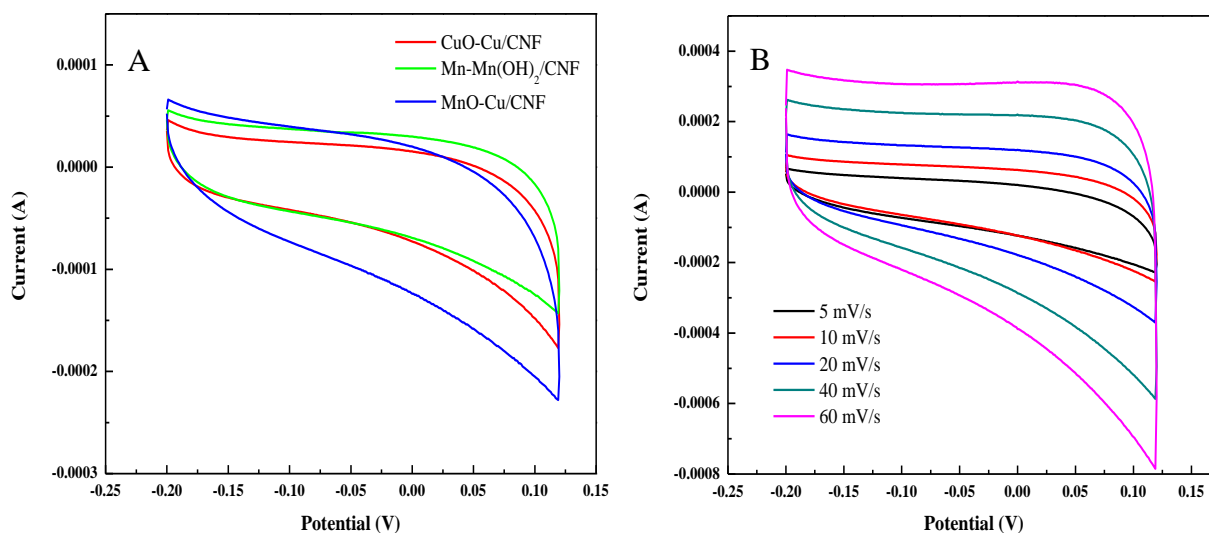 A
CuO-Cu/CNF
Mn-Mn(OH)2/CNF
MnO-Cu/CNF
0.0001
0.0000
-0.0001
-0.0002
-0.0003
Current (A)
-0.25 -0.20 -0.15 -0.10 -0.05 0.00 0.05 0.10 0.15
Potential (V)
B
0.0004
0.0002
0.0000
-0.0002
-0.0004
-0.0006
-0.0008
Current (A)
5 mV/s
10 mV/s
20 mV/s
40 mV/s
60 mV/s
-0.25 -0.20 -0.15 -0.10 -0.05 0.00 0.05 0.10 0.15
Potential (V)